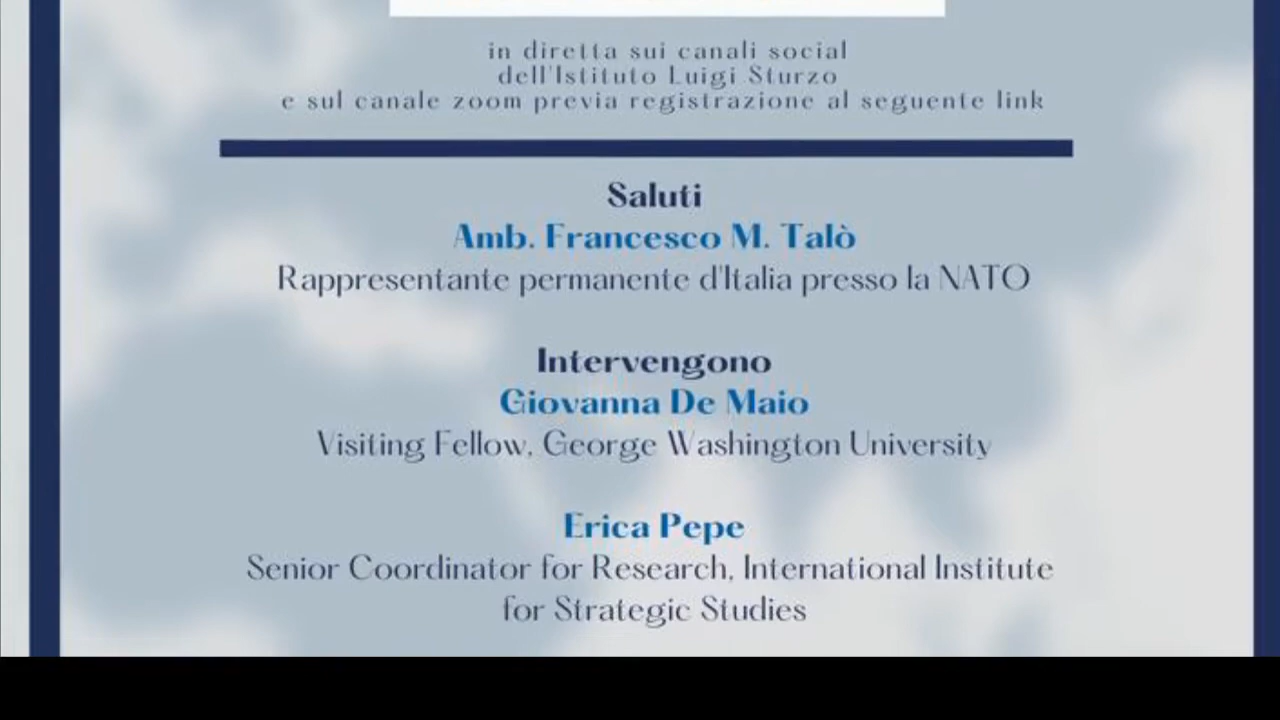 in diretta sui canali social
dell'Istituto Luigi Sturzo
e sul canale zoom previa registrazione al seguente link
Saluti
Amb. Francesco M. Talò
Rappresentante permanente d'Italia presso la NATO
Intervengono
Giovanna De Maio
Visiting Fellow, George Washington University
Erica Pepe
Senior Coordinator for Research, International Institute
for Strategic Studies